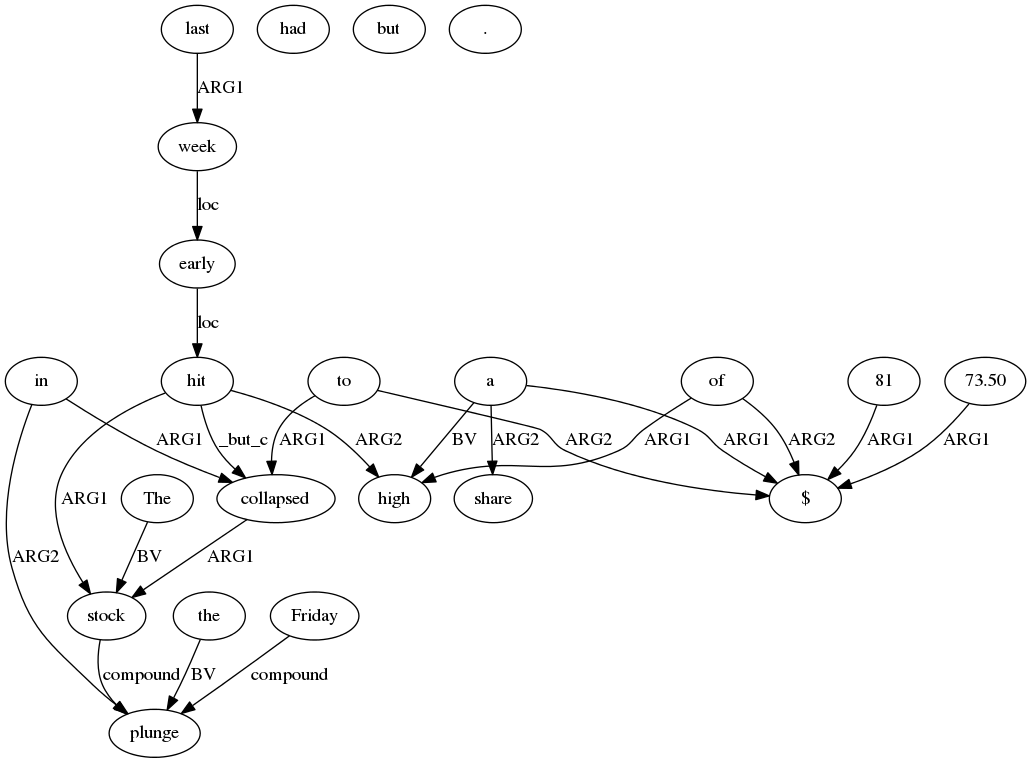 last had but .
ARG1
week
loc
early
loc
in hit to a of 81 73.50
ARG1 _but_c ARG1 ARG2 BV ARG2 ARG2 ARG1 ARG1 ARG2 ARG1 ARG1
ARG1 The collapsed high share $
ARG2 BV ARG1
stock the Friday
compound BV compound
plunge